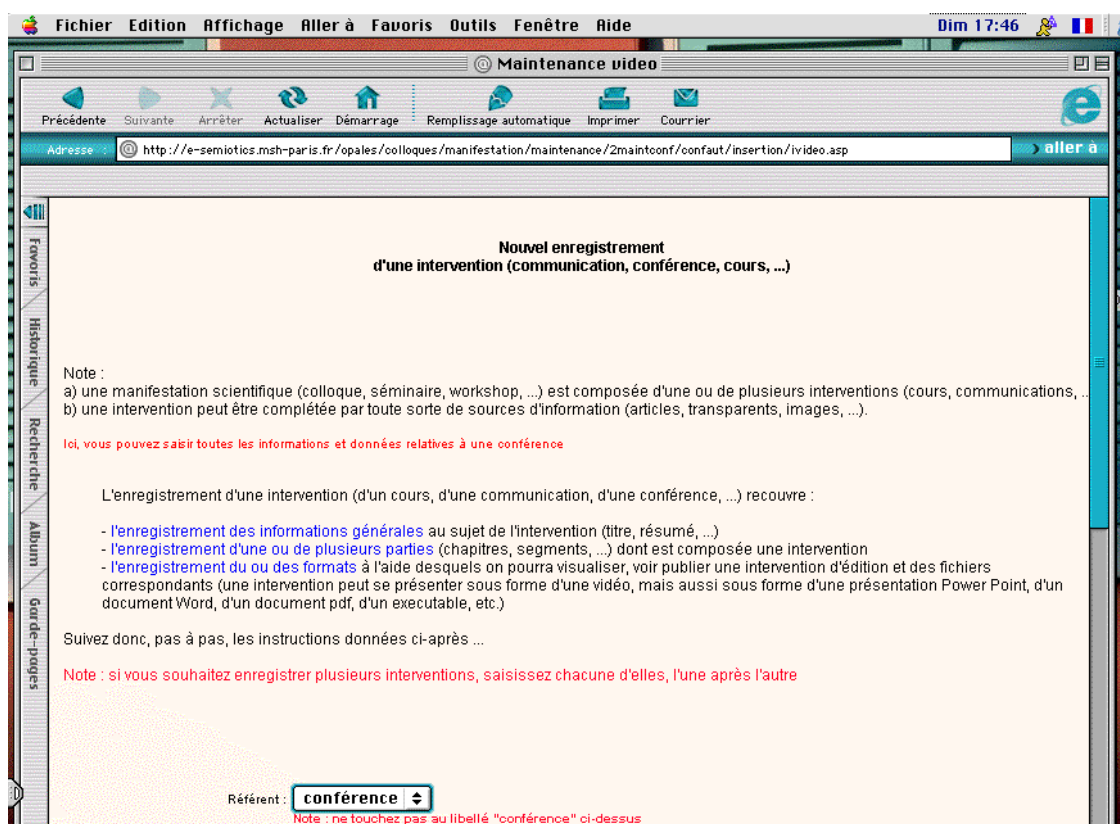 Fichier Edition Affichage Aller à Favoris Outils Fenêtre Aide Dim 17:46
Maintenance video
Précédente Suivante Arrêter Actualiser Démarrage Remplissage automatique Imprimer Courrier
Adresse : http://e-semiotics.msh-paris.fr/opales/colloques/manifestation/maintenance/2maintconf/confaut/insertion/ivideo.asp aller à
Favoris
Historique
Recherche
Album
Garde-pages
Nouvel enregistrement
d'une intervention (communication, conférence, cours, ...)
Note :
a) une manifestation scientifique (colloque, séminaire, workshop, ...) est composée d'une ou de plusieurs interventions (cours, communications, ...
b) une intervention peut être complétée par toute sorte de sources d'information (articles, transparents, images, ...).
Ici, vous pouvez saisir toutes les informations et données relatives à une conférence
L'enregistrement d'une intervention (d'un cours, d'une communication, d'une conférence, ...) recouvre :
- l'enregistrement des informations générales au sujet de l'intervention (titre, résumé, ...)
- l'enregistrement d'une ou de plusieurs parties (chapitres, segments, ...) dont est composée une intervention
- l'enregistrement du ou des formats à l'aide desquels on pourra visualiser, voir publier une intervention d'édition et des fichiers
correspondants (une intervention peut se présenter sous forme d'une vidéo, mais aussi sous forme d'une présentation Power Point, d'un
document Word, d'un document pdf, d'un executable, etc.)
Suivez donc, pas à pas, les instructions données ci-après ...
Note : si vous souhaitez enregistrer plusieurs interventions, saisissez chacune d'elles, l'une après l'autre
Référent : conférence
Note : ne touchez pas au libellé "conférence" ci-dessus